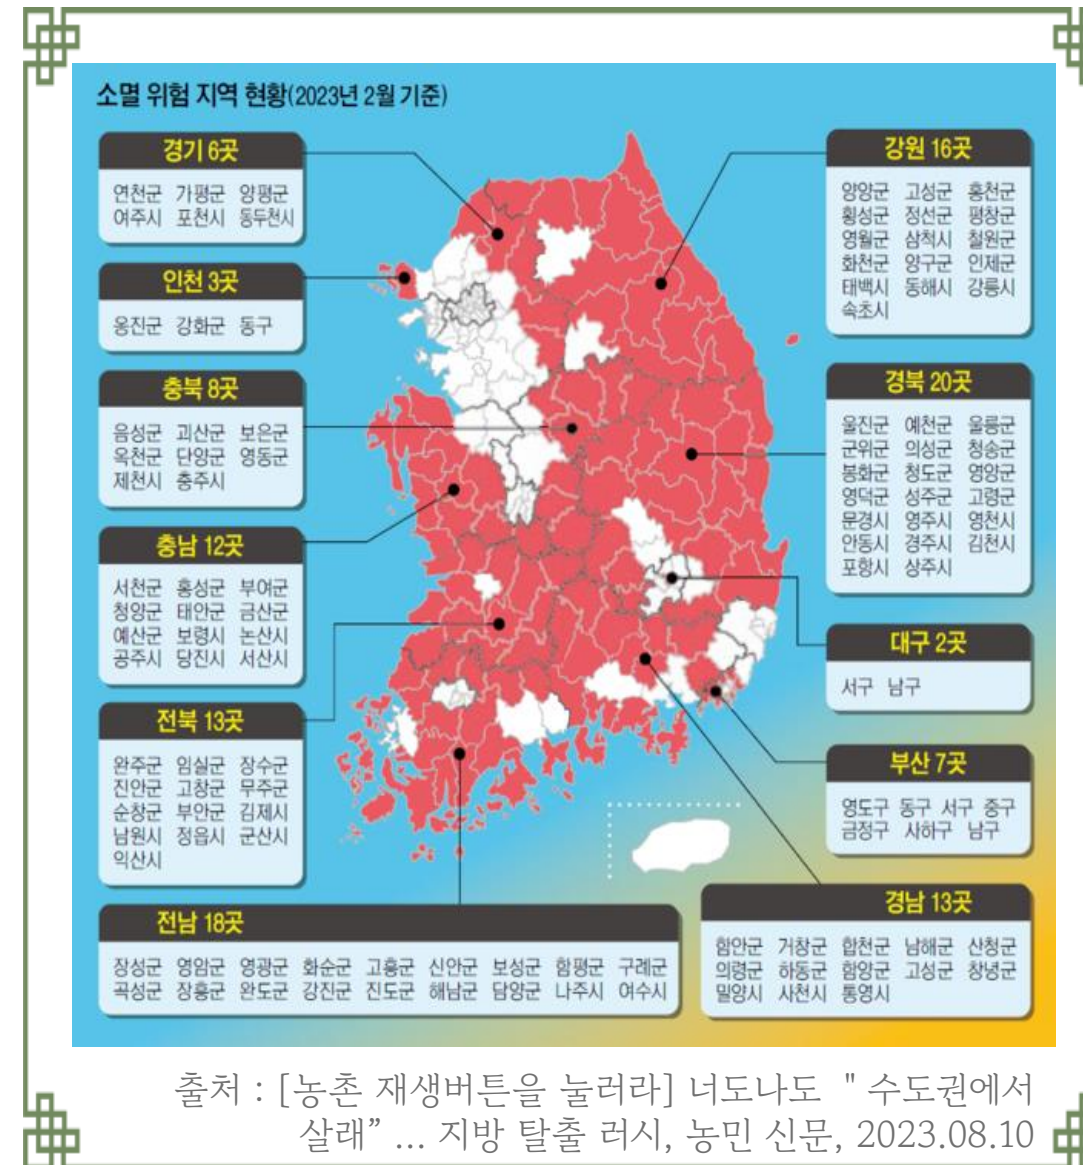 소멸 위험 지역 현황(2023년 2월 기준)
경기 6곳
연천군 가평군 양평군
여주시 포천시 동두천시
인천 3곳
옹진군 강화군 동구
충북 8곳
음성군 괴산군 보은군
옥천군 단양군 영동군
제천시 충주시
충남 12곳
서천군 홍성군 부여군
청양군 태안군 금산군
예산군 보령시 논산시
공주시 당진시 서산시
전북 13곳
완주군 임실군 장수군
진안군 고창군 무주군
순창군 부안군 김제시
남원시 정읍시 군산시
익산시
전남 18곳
장성군 영암군 영광군 화순군 고흥군 신안군 보성군 함평군 구례군
곡성군 장흥군 완도군 강진군 진도군 해남군 담양군 나주시 여수시
강원 16곳
양양군 고성군 홍천군
횡성군 정선군 평창군
영월군 삼척시 철원군
화천군 양구군 인제군
태백시 동해시 강릉시
속초시
경북 20곳
울진군 예천군 울릉군
군위군 의성군 청송군
봉화군 청도군 영양군
영덕군 성주군 고령군
문경시 영주시 영천시
안동시 경주시 김천시
포항시 상주시
대구 2곳
서구 남구
부산 7곳
영도구 동구 서구 중구
금정구 사하구 남구
경남 13곳
함안군 거창군 합천군 남해군 산청군
의령군 하동군 함양군 고성군 창녕군
밀양시 사천시 통영시
출처 : [농촌 재생버튼을 눌러라] 너도나도 " 수도권에서
살래” ... 지방 탈출 러시, 농민 신문, 2023.08.10